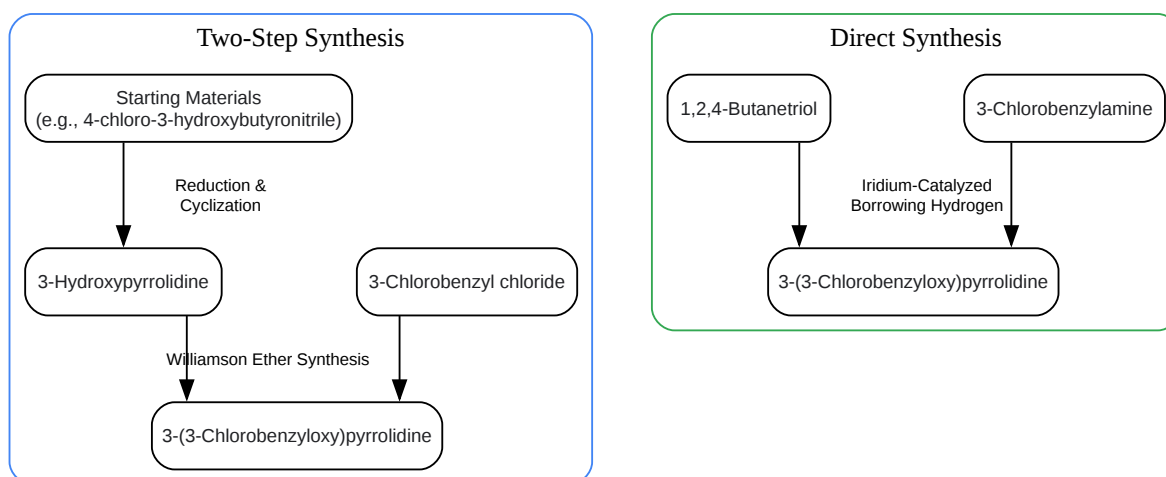 Two-Step Synthesis
Starting Materials
(e.g., 4-chloro-3-hydroxybutyronitrile)
Reduction &
Cyclization
3-Hydroxypyrrolidine
3-Chlorobenzyl chloride
Williamson Ether Synthesis
3-(3-Chlorobenzyloxy)pyrrolidine
Direct Synthesis
1,2,4-Butanetriol
3-Chlorobenzylamine
Iridium-Catalyzed
Borrowing Hydrogen
3-(3-Chlorobenzyloxy)pyrrolidine